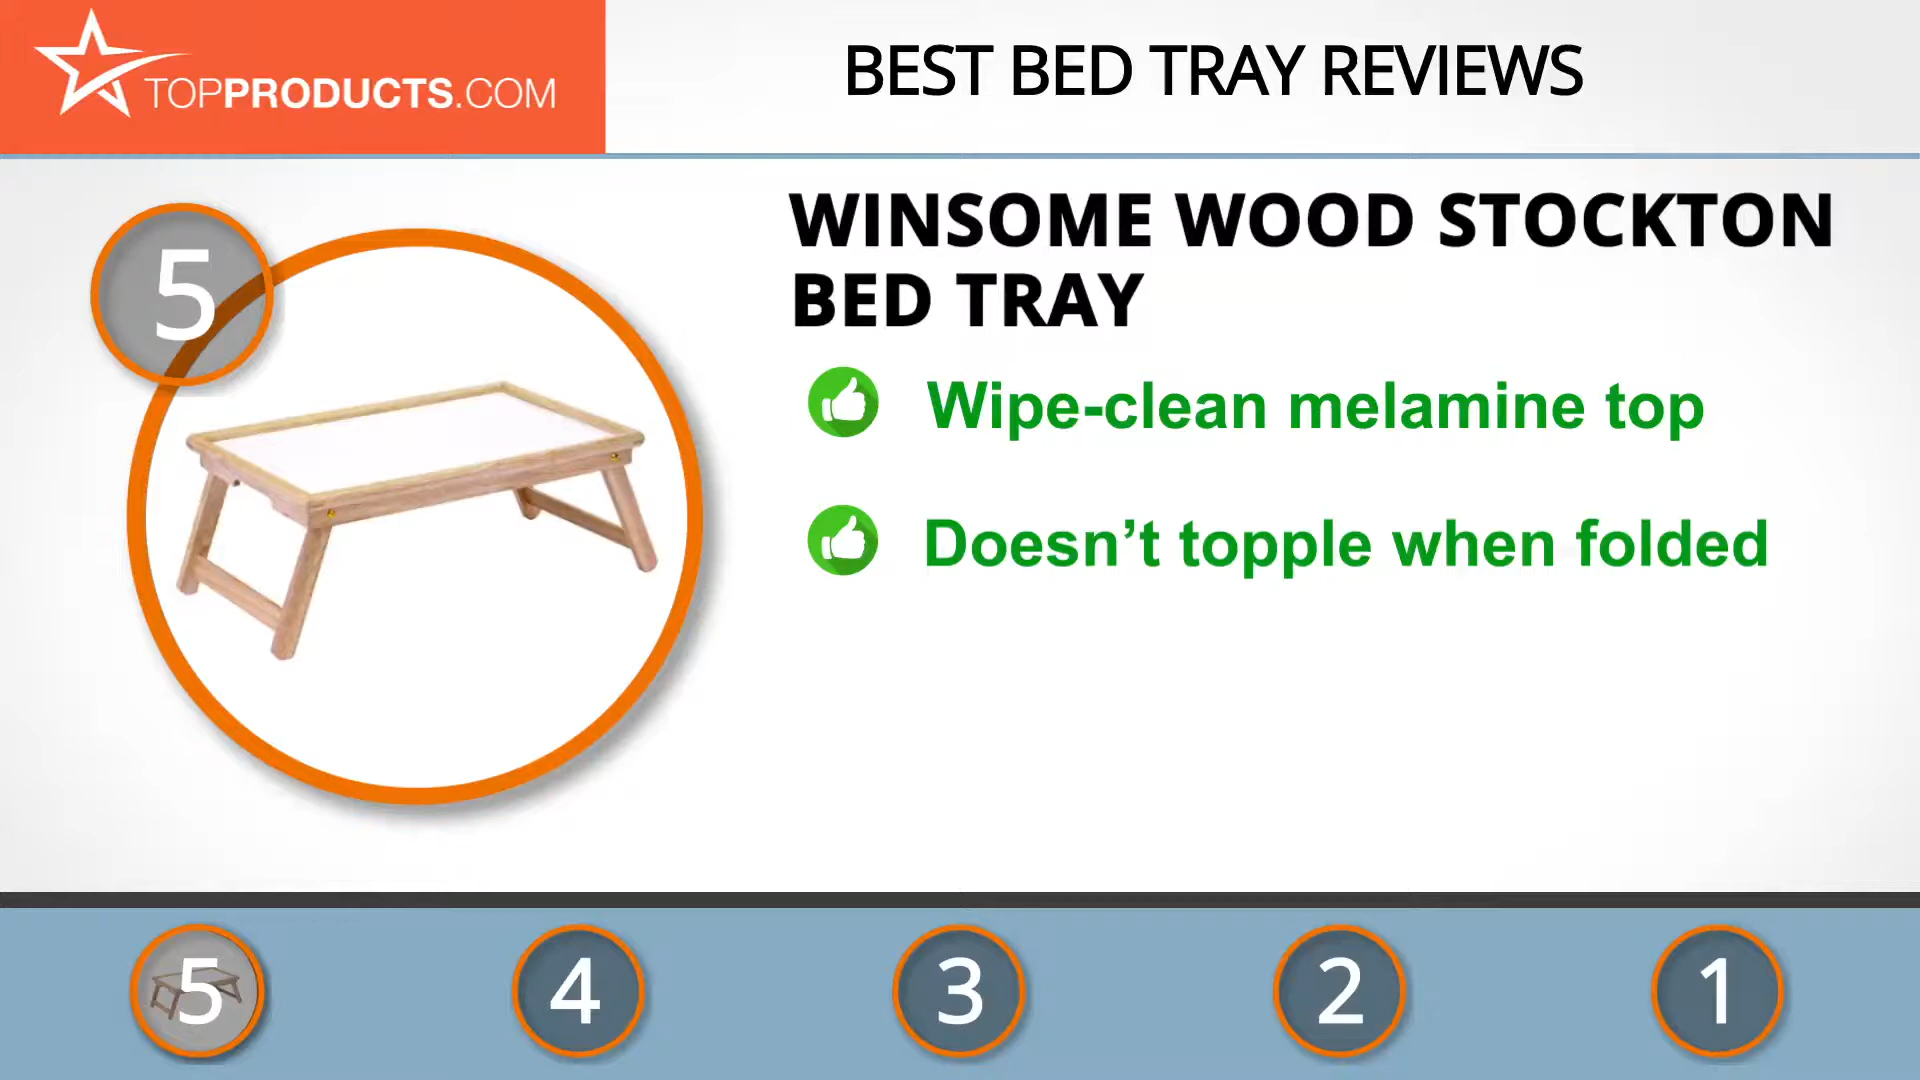 TOPPRODUCTS.COM
BEST BED TRAY REVIEWS
5
WINSOME WOOD STOCKTON
BED TRAY
Wipe-clean melamine top
Doesn’t topple when folded
5 4 3 2 1